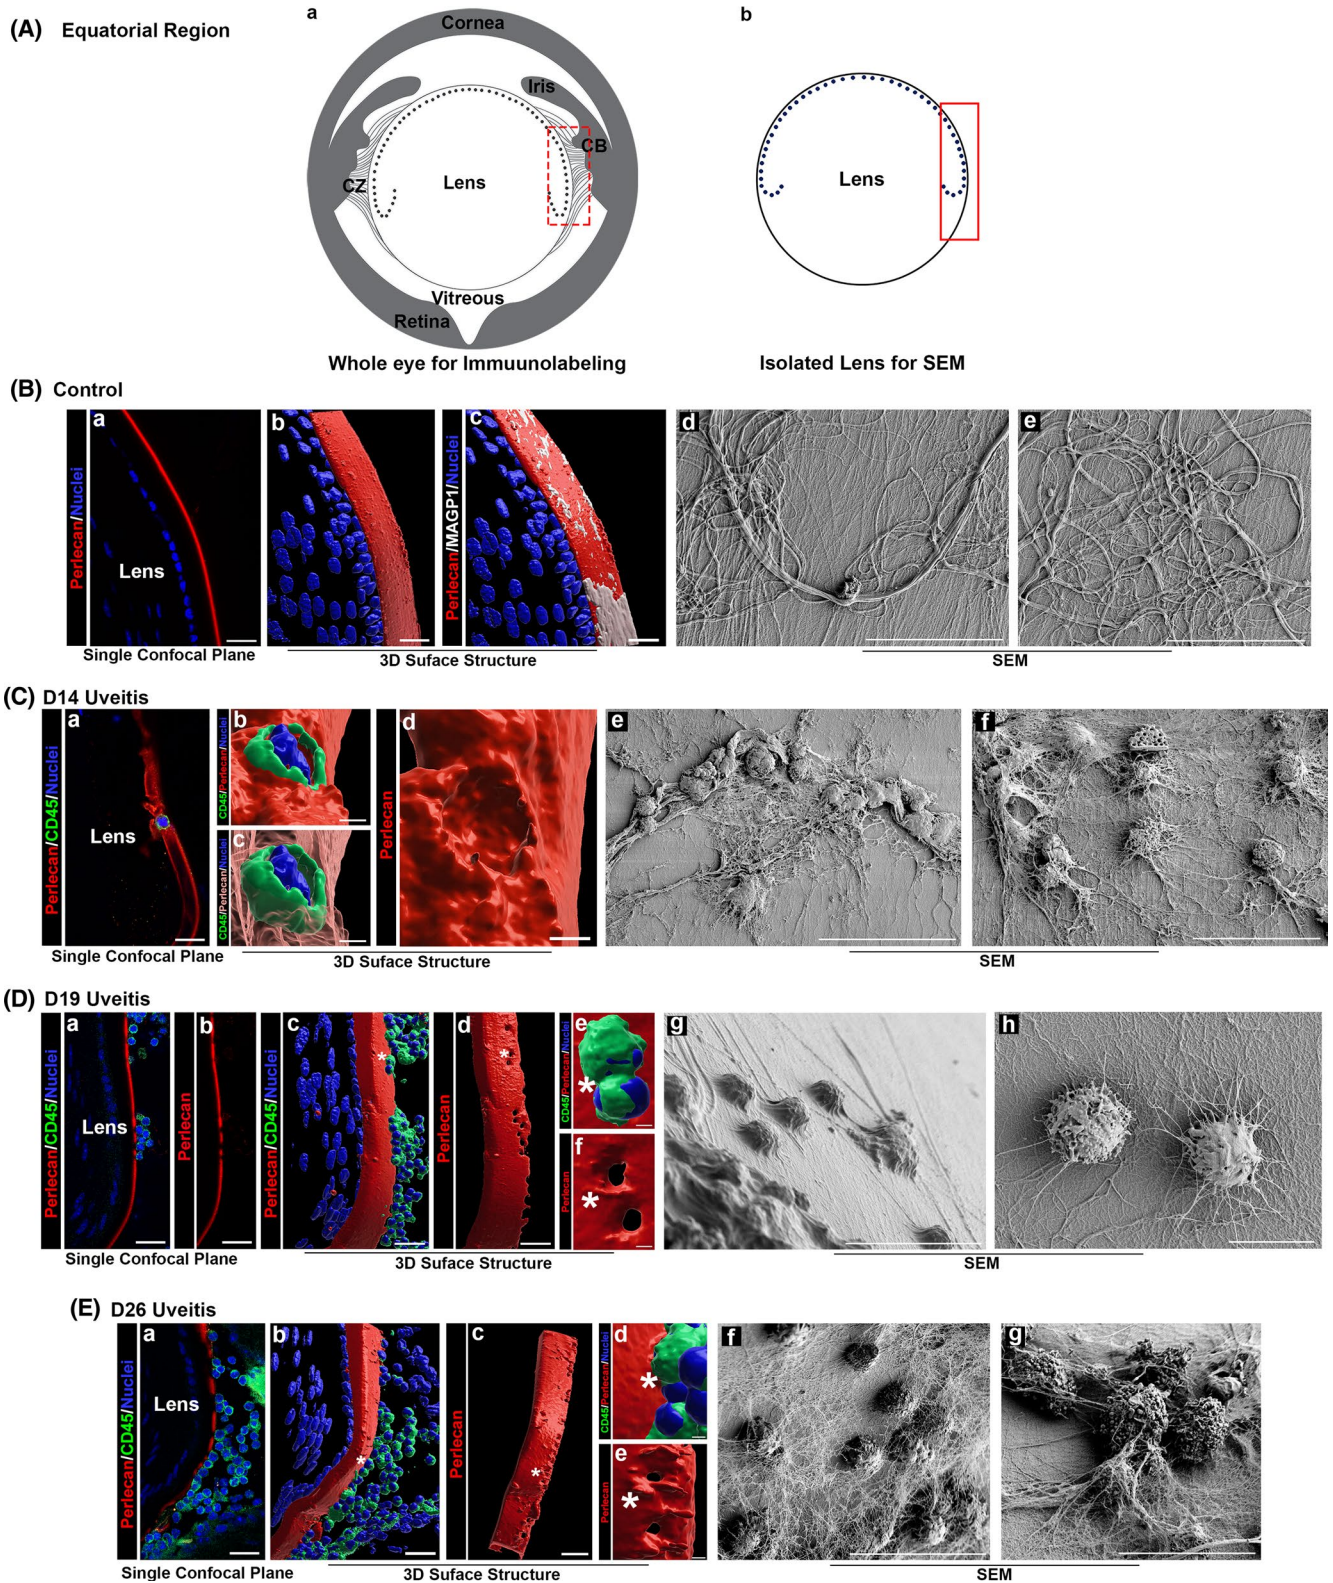 (A) Equatorial Region
a
b
Cornea
Iris
CB
CZ
Lens
Vitreous
Retina
Lens
Whole eye for Immuunolabeling
Isolated Lens for SEM
(B) Control
Perlecan/Nuclei
a
Lens
b
Perlecan/MAGP1/Nuclei
c
d
e
Single Confocal Plane
3D Suface Structure
SEM
(C) D14 Uveitis
Perlecan/CD45/Nuclei
a
Lens
CD45/Perlecan/Nuclei
b
CD45/Perlecan/Nuclei
c
Perlecan
d
e
f
Single Confocal Plane
3D Suface Structure
SEM
(D) D19 Uveitis
Perlecan/CD45/Nuclei
a
Lens
Perlecan
b
Perlecan/CD45/Nuclei
c
*
Perlecan
d
*
CD45/Perlecan/Nuclei
e
*
Perlecan
f
*
g
h
Single Confocal Plane
3D Suface Structure
SEM
(E) D26 Uveitis
Perlecan/CD45/Nuclei
a
Lens
b
*
Perlecan
c
*
CD45/Perlecan/Nuclei
d
*
Perlecan
e
*
f
g
Single Confocal Plane
3D Suface Structure
SEM